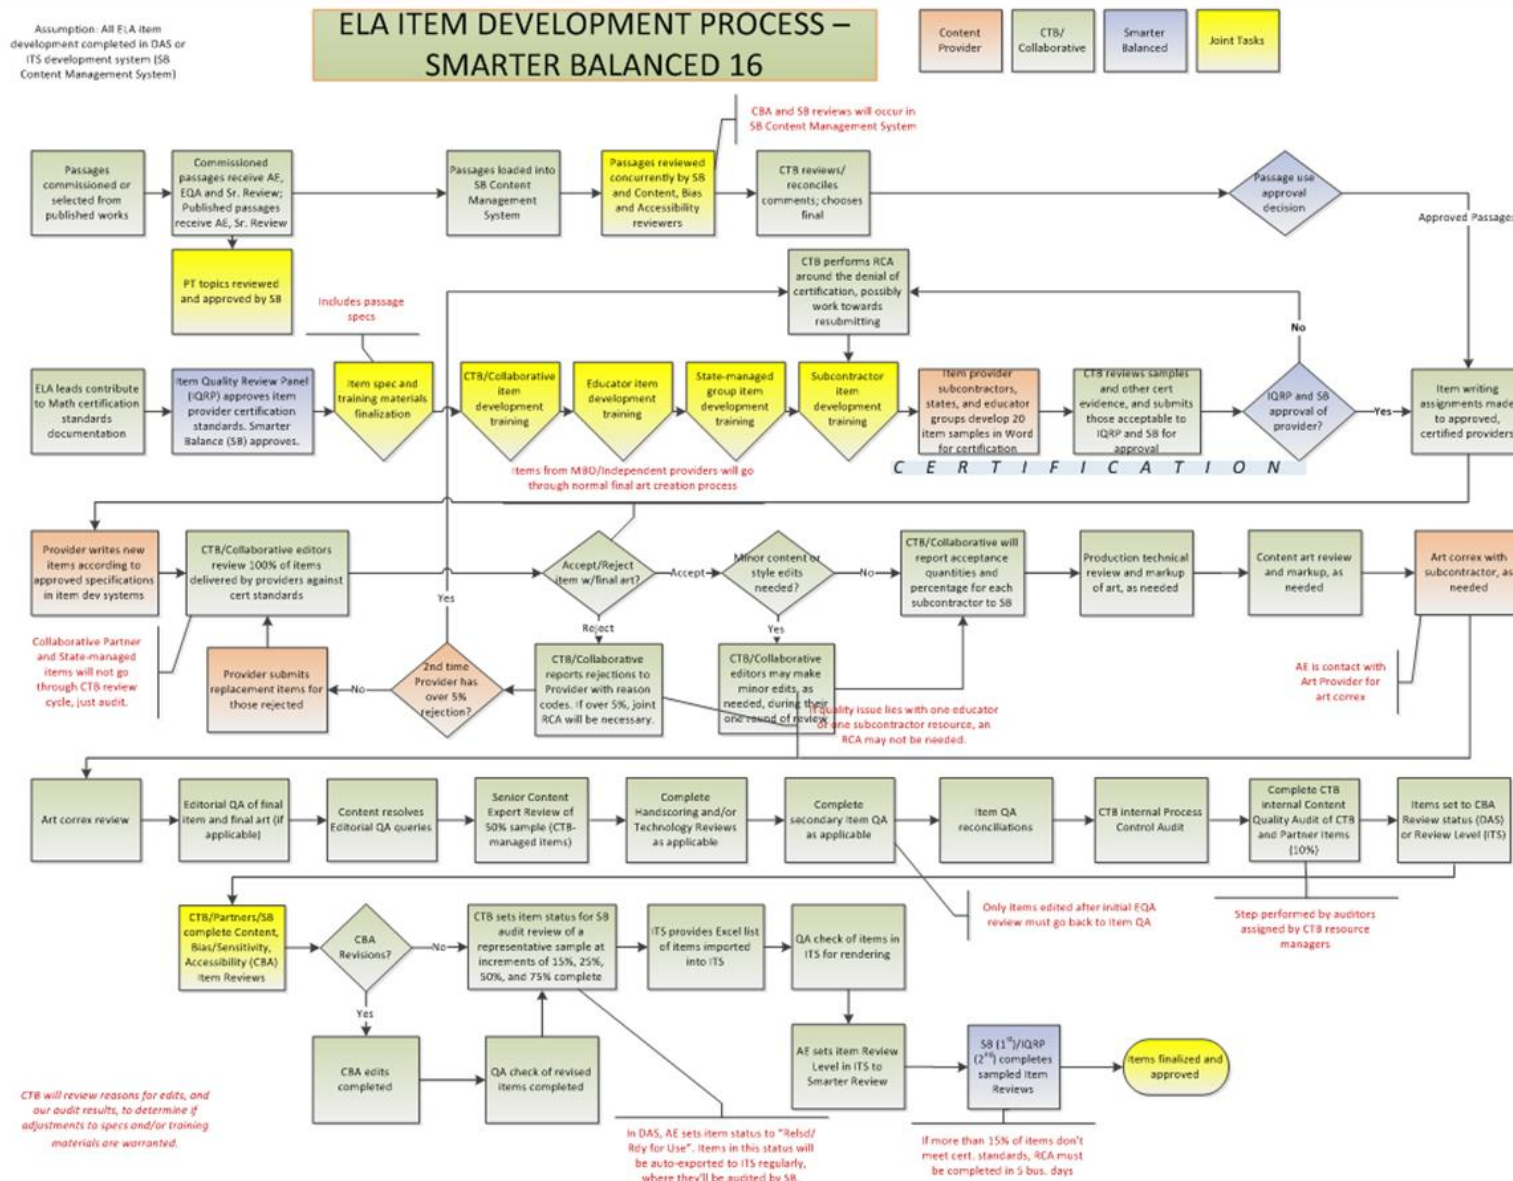 Assumption: All ELA item
development completed in DAS or
ITS development system (SB
Content Management System)
ELA ITEM DEVELOPMENT PROCESS –
SMARTER BALANCED 16
Content
Provider
CTB/
Collaborative
Smarter
Balanced
Joint Tasks
CBA and SB reviews will occur in
SB Content Management System
Passages
commissioned or
selected from
published works
Commissioned
passages receive AE,
EQA and Sr. Review;
Published passages
receive AE, Sr. Review
Passages loaded into
SB Content
Management
System
Passages reviewed
concurrently by SB
and Content, Bias
and Accessibility
reviewers
CTB reviews/
reconciles
comments; chooses
final
Passage use
approval
decision
Approved Passages
PT topics reviewed
and approved by SB
Includes passage
specs
CTB performs RCA
around the denial of
certification, possibly
work towards
resubmitting
No
ELA leads contribute
to Math certification
standards
documentation
Item Quality Review Panel
(IQRP) approves item
provider certification
standards. Smarter
Balance (SB) approves.
Item spec and
training materials
finalization
CTB/Collaborative
item
development
training
Educator item
development
training
State-managed
group item
development
training
Subcontractor
item
development
training
Item provider
subcontractors,
states, and educator
groups develop 20
item samples in Word
for certification
CTB reviews samples
and other cert
evidence, and submits
those acceptable to
IQRP and SB for
approval
IQRP and SB
approval of
provider?
Yes
Item writing
assignments made
to approved,
certified providers
C E R T I F I C A T I O N
Items from MBO/Independent providers will go
through normal final art creation process
Provider writes new
items according to
approved specifications
in item dev systems
CTB/Collaborative editors
review 100% of items
delivered by providers against
cert standards
Yes
Accept/Reject
item w/final art?
Accept
Minor content or
style edits
needed?
No
CTB/Collaborative will
report acceptance
quantities and
percentage for each
subcontractor to SB
Production technical
review and markup
of art, as needed
Content art review
and markup, as
needed
Art correx with
subcontractor, as
needed
Reject
Yes
Collaborative Partner
and State-managed
items will not go
through CTB review
cycle, just audit.
Provider submits
replacement items for
those rejected
No
2nd time
Provider has
over 5%
rejection?
CTB/Collaborative
reports rejections to
Provider with reason
codes. If over 5%, joint
RCA will be necessary.
CTB/Collaborative
editors may make
minor edits, as
needed, during their
one round of review
If quality issue lies with one educator
or one subcontractor resource, an
RCA may not be needed.
AE is contact with
Art Provider for
art correx
Art correx review
Editorial QA of final
item and final art (if
applicable)
Content resolves
Editorial QA queries
Senior Content
Expert Review of
50% sample (CTB-
managed items)
Complete
Handscoring and/or
Technology Reviews
as applicable
Complete
secondary Item QA
as applicable
Item QA
reconciliations
CTB internal Process
Control Audit
Complete CTB
internal Content
Quality Audit of CTB
and Partner Items
(10%)
Items set to CBA
Review status (DAS)
or Review Level (ITS)
Only items edited after initial EQA
review must go back to Item QA
Step performed by auditors
assigned by CTB resource
managers
CTB/Partners/SB
complete Content,
Bias/Sensitivity,
Accessibility (CBA)
Item Reviews
CBA
Revisions?
No
CTB sets item status for SB
audit review of a
representative sample at
increments of 15%, 25%,
50%, and 75% complete
ITS provides Excel list
of items imported
into ITS
QA check of items in
ITS for rendering
Yes
CBA edits
completed
QA check of revised
items completed
AE sets item Review
Level in ITS to
Smarter Review
SB (1st)/IQRP
(2nd) completes
sampled Item
Reviews
Items finalized and
approved
CTB will review reasons for edits, and
our audit results, to determine if
adjustments to specs and/or training
materials are warranted.
In DAS, AE sets item status to "Relsd/
Rdy for Use". Items in this status will
be auto-exported to ITS regularly,
where they'll be audited by SB.
If more than 15% of items don't
meet cert. standards, RCA must
be completed in 5 bus. days